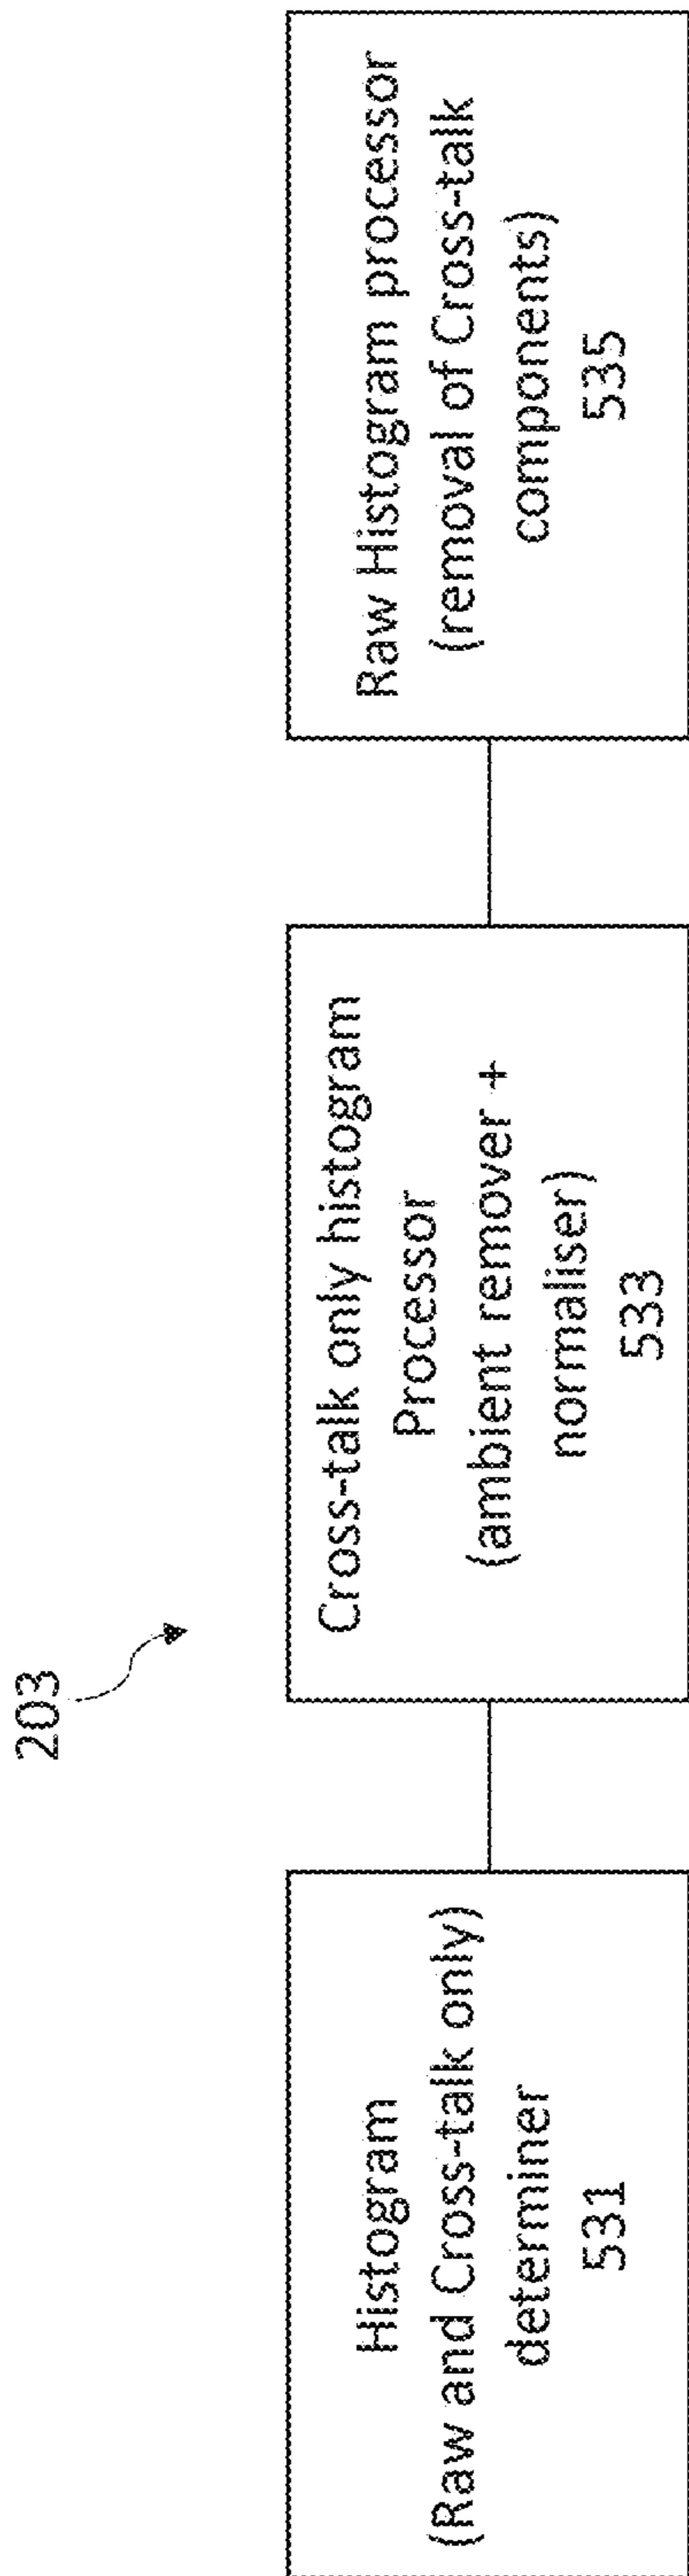 203
Histogram
(Raw and Cross-talk only)
determiner
531
Cross-talk only histogram
Processor
(ambient remover +
normaliser)
533
Raw Histogram processor
(removal of Cross-talk
components)
535